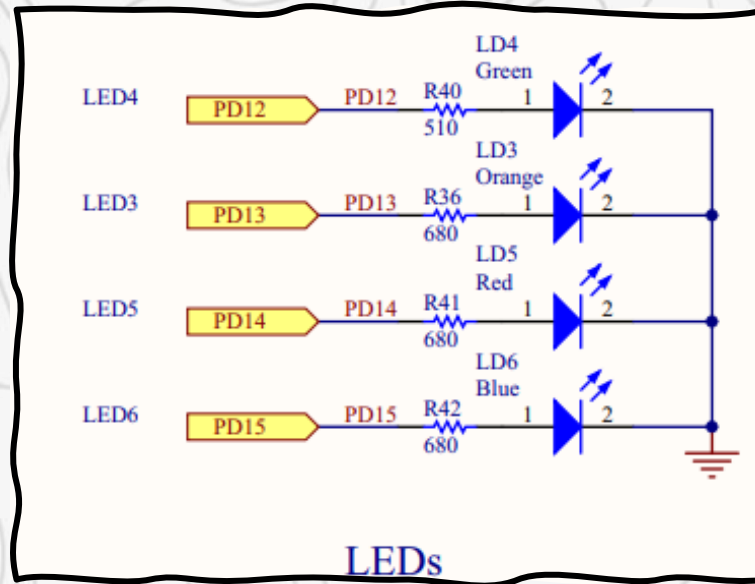 LD4
Green
LED4 PD12 PD12 R40 1 2
510
LD3
Orange
LED3 PD13 PD13 R36 1 2
680
LD5
Red
LED5 PD14 PD14 R41 1 2
680
LD6
Blue
LED6 PD15 PD15 R42 1 2
680
LEDs